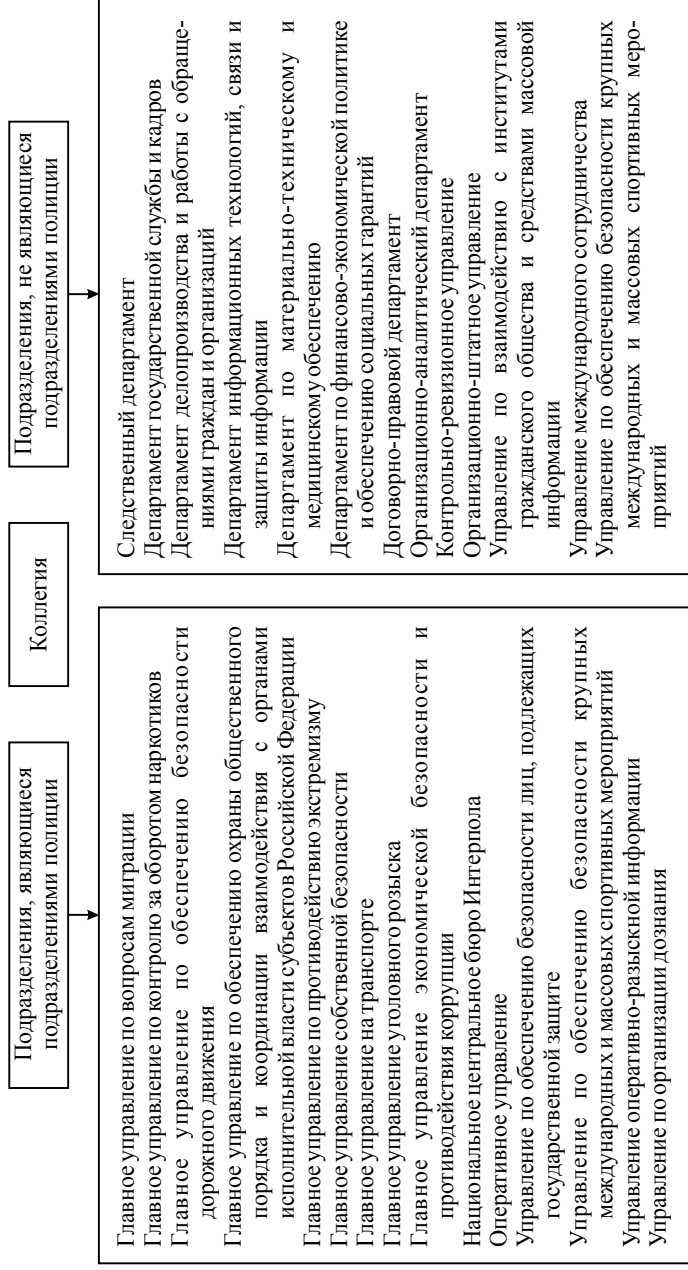 Подразделения, являющиеся
подразделениями полиции
Коллегия
Подразделения, не являющиеся
подразделениями полиции
Главное управление по вопросам миграции
Главное управление по контролю за оборотом наркотиков
Главное управление по обеспечению безопасности
дорожного движения
Главное управление по обеспечению охраны общественного
порядка и координации взаимодействия с органами
исполнительной власти субъектов Российской Федерации
Главное управление по противодействию экстремизму
Главное управление собственной безопасности
Главное управление на транспорте
Главное управление уголовного розыска
Главное управление экономической безопасности и
противодействия коррупции
Национальное центральное бюро Интерпола
Оперативное управление
Управление по обеспечению безопасности лиц, подлежащих
государственной защите
Управление по обеспечению безопасности крупных
международных и массовых спортивных мероприятий
Управление оперативно-разыскной информации
Управление по организации дознания
Следственный департамент
Департамент государственной службы и кадров
Департамент делопроизводства и работы с обраще-
ниями граждан и организаций
Департамент информационных технологий, связи и
защиты информации
Департамент по материально-техническому и
медицинскому обеспечению
Департамент по финансово-экономической политике
и обеспечению социальных гарантий
Договорно-правовой департамент
Организационно-аналитический департамент
Контрольно-ревизионное управление
Организационно-штатное управление
Управление по взаимодействию с институтами
гражданского общества и средствами массовой
информации
Управление международного сотрудничества
Управление по обеспечению безопасности крупных
международных и массовых спортивных меро-
приятий